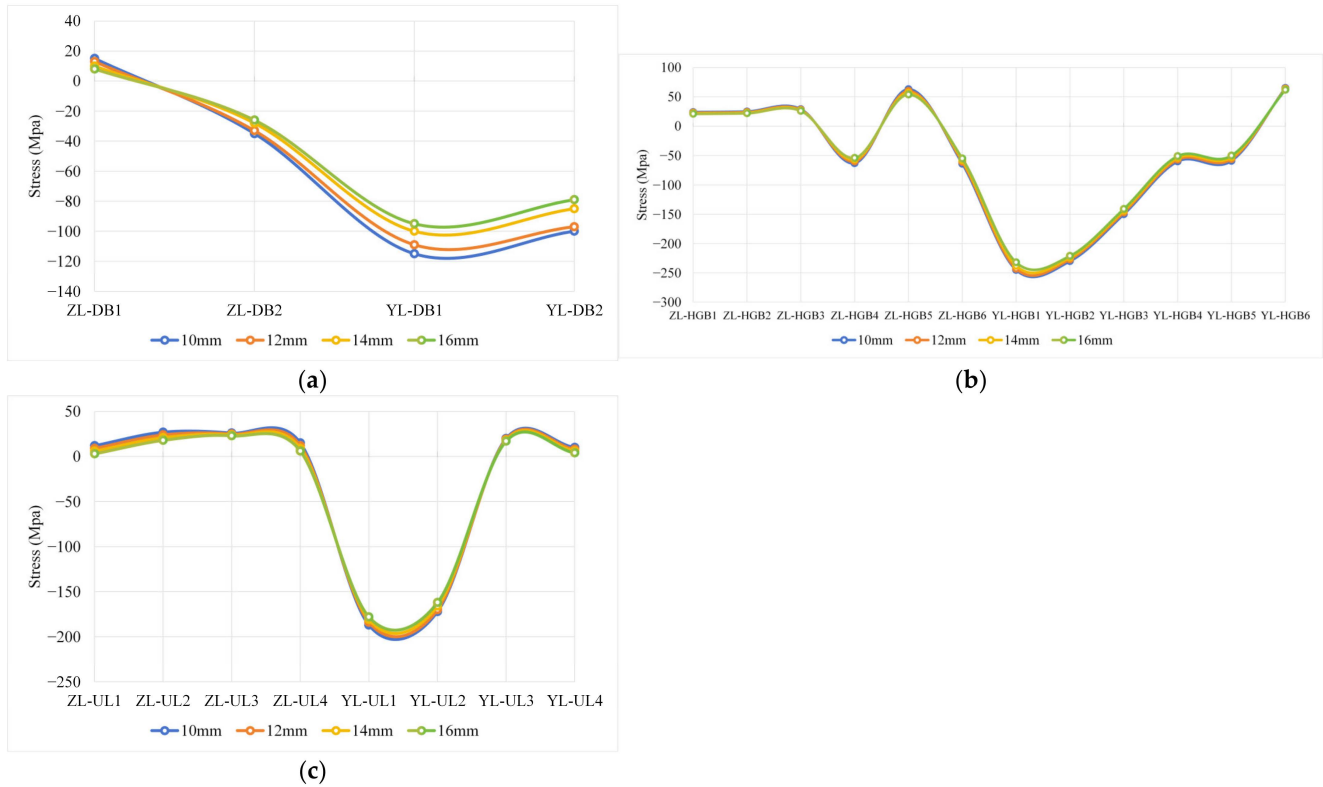 40
20
0
−20
−40
−60
−80
−100
−120
−140
Stress (Mpa)
ZL-DB1 ZL-DB2 YL-DB1 YL-DB2
10mm 12mm 14mm 16mm
(a)
100
50
0
−50
−100
−150
−200
−250
−300
Stress (Mpa)
ZL-HGB1 ZL-HGB2 ZL-HGB3 ZL-HGB4 ZL-HGB5 ZL-HGB6 YL-HGB1 YL-HGB2 YL-HGB3 YL-HGB4 YL-HGB5 YL-HGB6
10mm 12mm 14mm 16mm
(b)
50
0
−50
−100
−150
−200
−250
Stress (Mpa)
ZL-UL1 ZL-UL2 ZL-UL3 ZL-UL4 YL-UL1 YL-UL2 YL-UL3 YL-UL4
10mm 12mm 14mm 16mm
(c)